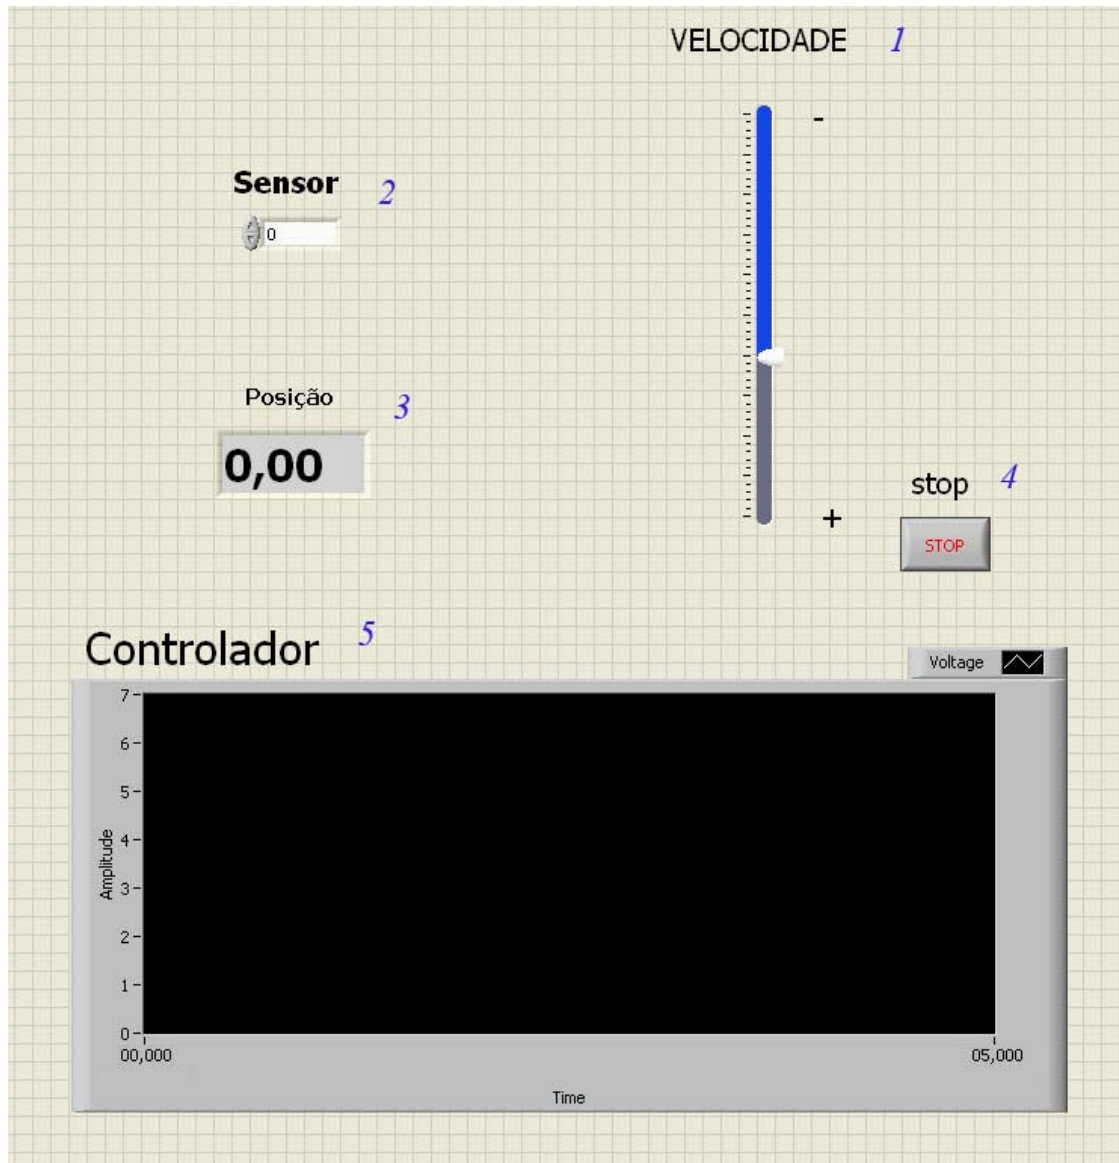 VELOCIDADE 1
-
Sensor 2
0
Posição 3
0,00
stop 4
+
STOP
Controlador 5
Voltage
7
6
5
4
3
2
1
0
Amplitude
00,000 05,000
Time